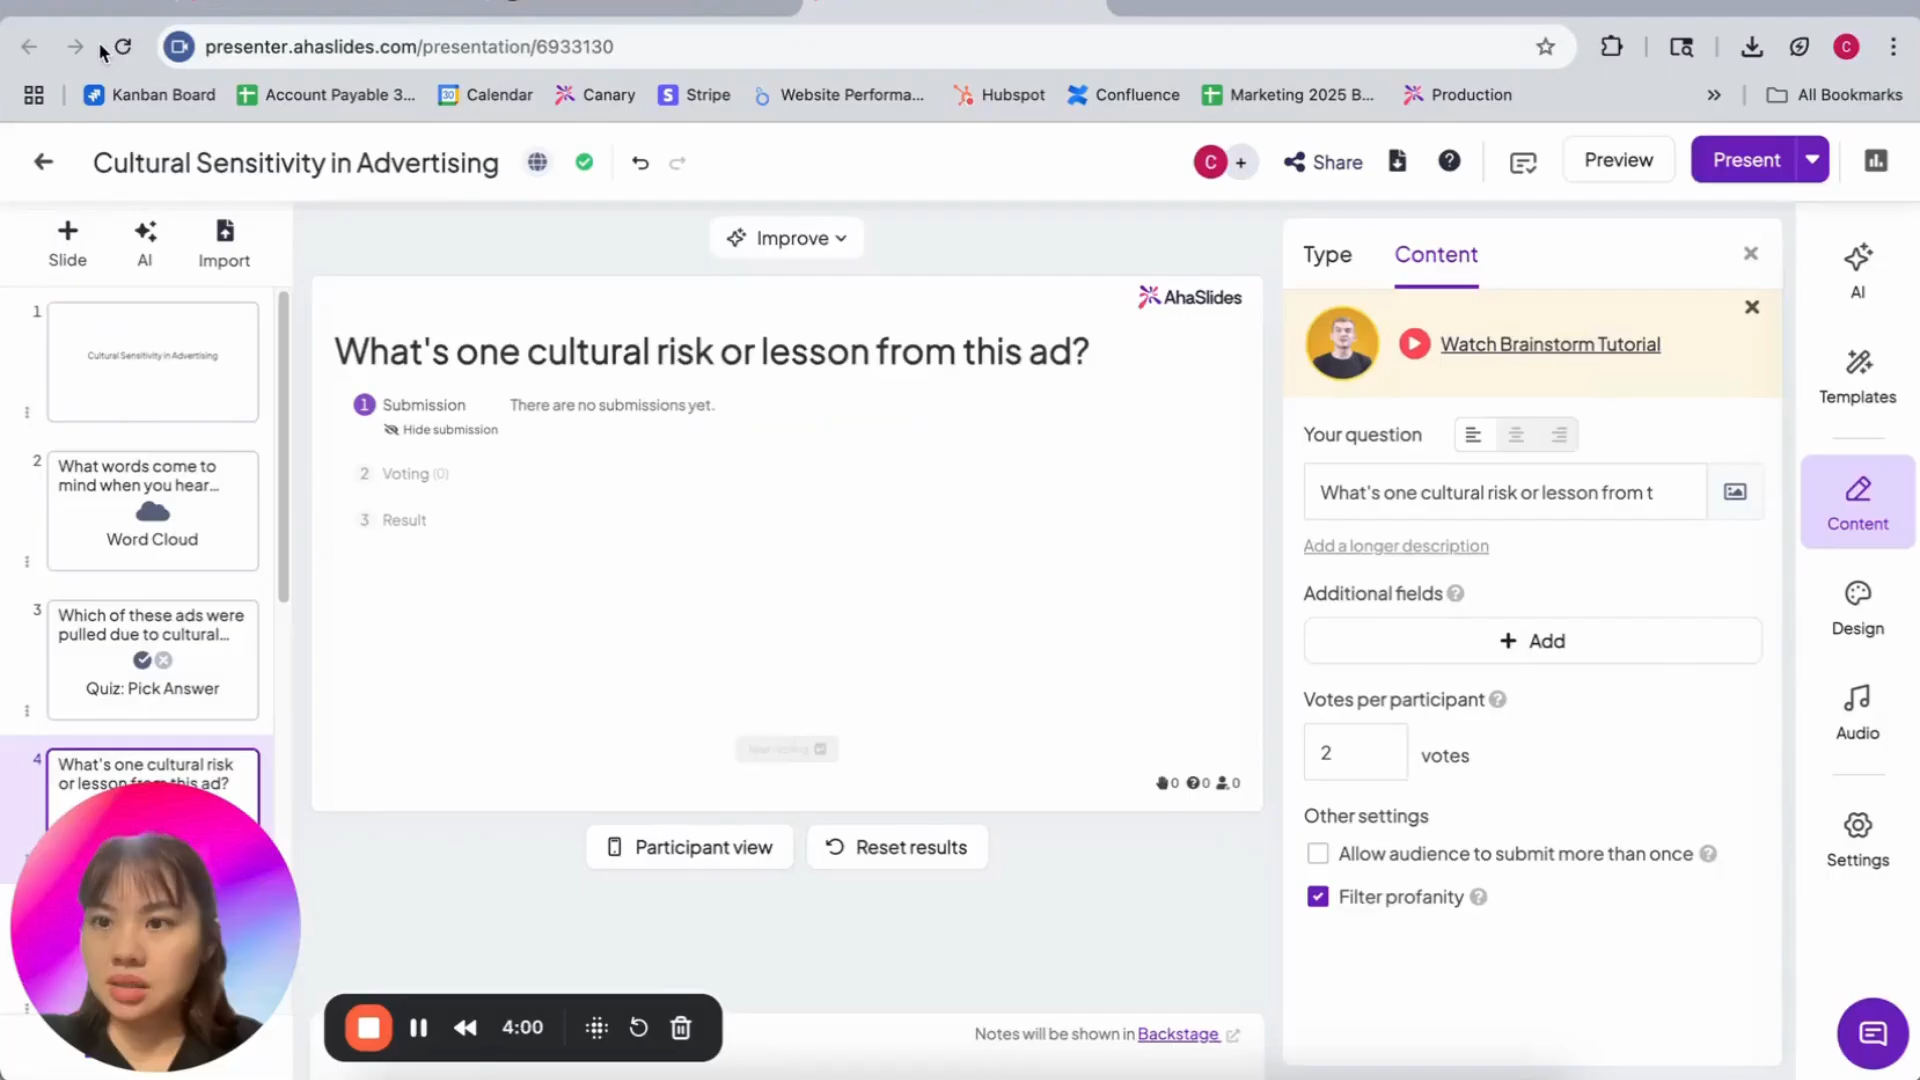 presenter.ahaslides.com/presentation/6933130
C
Kanban Board
Account Payable 3...
Calendar
Canary
Stripe
Website Performa...
Hubspot
Confluence
Marketing 2025 B...
Production
All Bookmarks
Cultural Sensitivity in Advertising
C
+
Share
Preview
Present
Slide
AI
Import
Improve
1
Cultural Sensitivity in Advertising
2
What words come to
mind when you hear...
Word Cloud
3
Which of these ads were
pulled due to cultural...
Quiz: Pick Answer
4
What's one cultural risk
or lesson from this ad?
AhaSlides
What's one cultural risk or lesson from this ad?
1 Submission
There are no submissions yet.
Hide submission
2 Voting (0)
3 Result
0 0 0
Participant view
Reset results
4:00
Notes will be shown in Backstage
Type
Content
Watch Brainstorm Tutorial
Your question
What's one cultural risk or lesson from t
Add a longer description
Additional fields
+ Add
Votes per participant
2
votes
Other settings
Allow audience to submit more than once
Filter profanity
AI
Templates
Content
Design
Audio
Settings